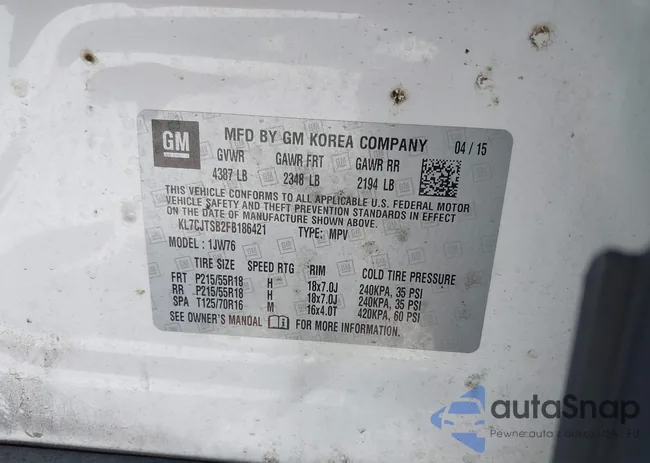 GM
MFD BY GM KOREA COMPANY 04 / 15
GVWR GAWR FRT GAWR RR
4387 LB 2348 LB 2194 LB
THIS VEHICLE CONFORMS TO ALL APPLICABLE U.S. FEDERAL MOTOR
VEHICLE SAFETY AND THEFT PREVENTION STANDARDS IN EFFECT
ON THE DATE OF MANUFACTURE SHOWN ABOVE.
KL7CJTSB2FB186421 TYPE: MPV
MODEL : 1JW76
TIRE SIZE SPEED RTG RIM COLD TIRE PRESSURE
FRT P215/55R18 H 18x7.0J 240KPA, 35 PSI
RR P215/55R18 H 18x7.0J 240KPA, 35 PSI
SPA T125/70R16 M 16x4.0T 420KPA, 60 PSI
SEE OWNER'S MANUAL FOR MORE INFORMATION.
autoSnap
Pewne auto z